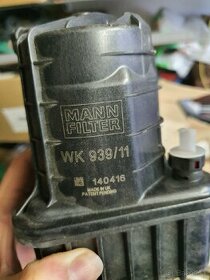 MANN
FILTER
WK 939/11
140416
MADE IN UK
PATENT PENDING